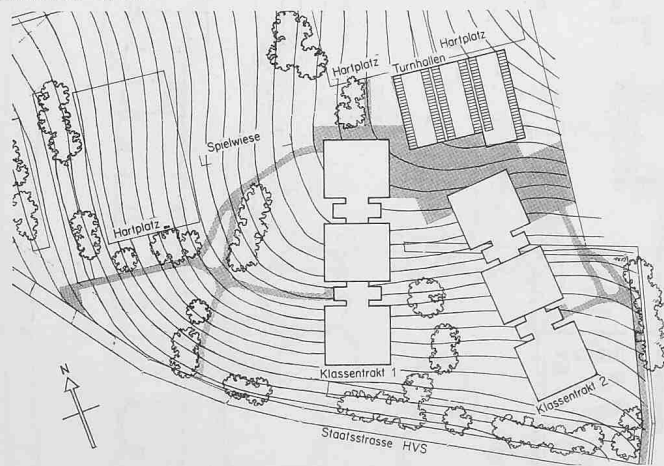 Hartplatz
Hartplatz
Turnhallen
Spielwiese
Hartplatz
Klassentrakt 1
Klassentrakt 2
N
Staatsstrasse HVS